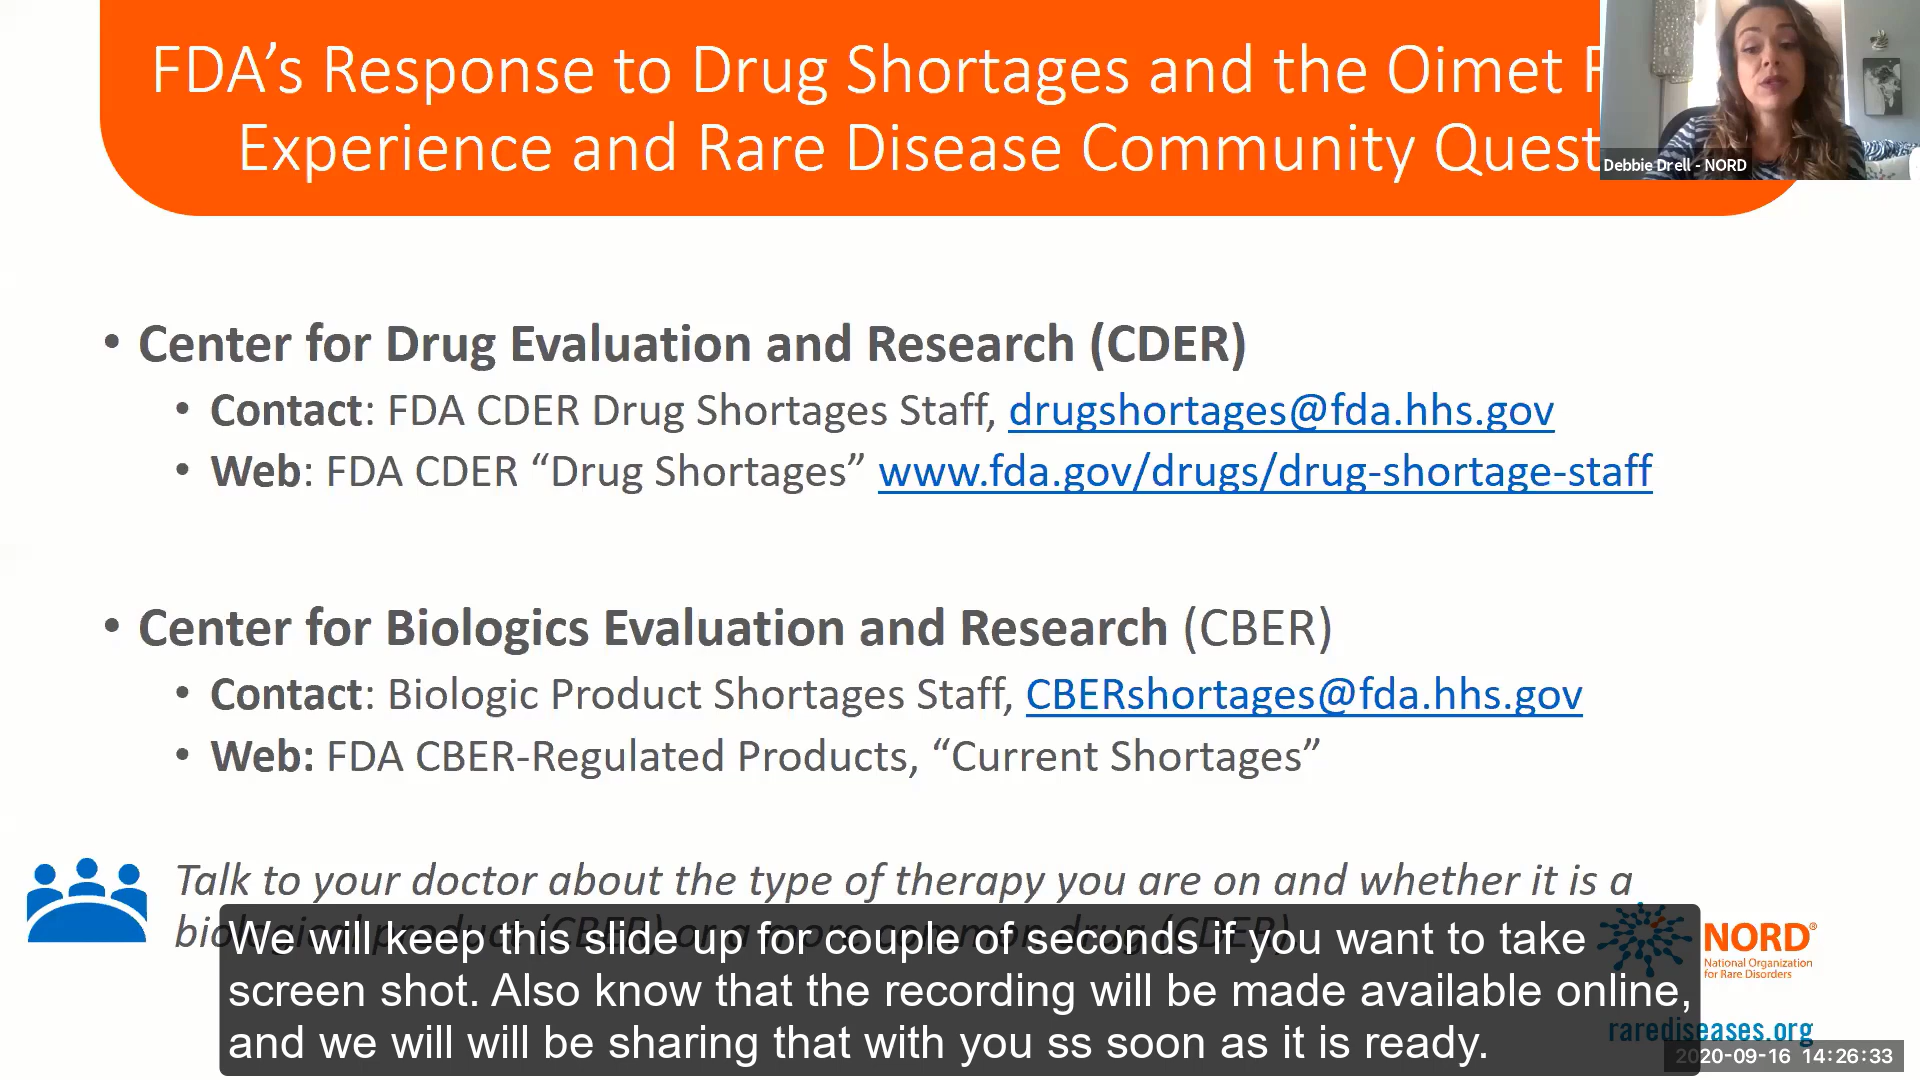 FDA’s Response to Drug Shortages and the Oimet
Experience and Rare Disease Community Quest
Debbie Drell - NORD
• Center for Drug Evaluation and Research (CDER)
• Contact: FDA CDER Drug Shortages Staff, drugshortages@fda.hhs.gov
• Web: FDA CDER “Drug Shortages” www.fda.gov/drugs/drug-shortage-staff
• Center for Biologics Evaluation and Research (CBER)
• Contact: Biologic Product Shortages Staff, CBERshortages@fda.hhs.gov
• Web: FDA CBER-Regulated Products, “Current Shortages”
Talk to your doctor about the type of therapy you are on and whether it is a
biological product (CBER) or a more common drug (CDER)
We will keep this slide up for couple of seconds if you want to take
screen shot. Also know that the recording will be made available online,
and we will will be sharing that with you ss soon as it is ready.
NORD®
National Organization
for Rare Disorders
rarediseases.org
2020-09-16 14:26:33